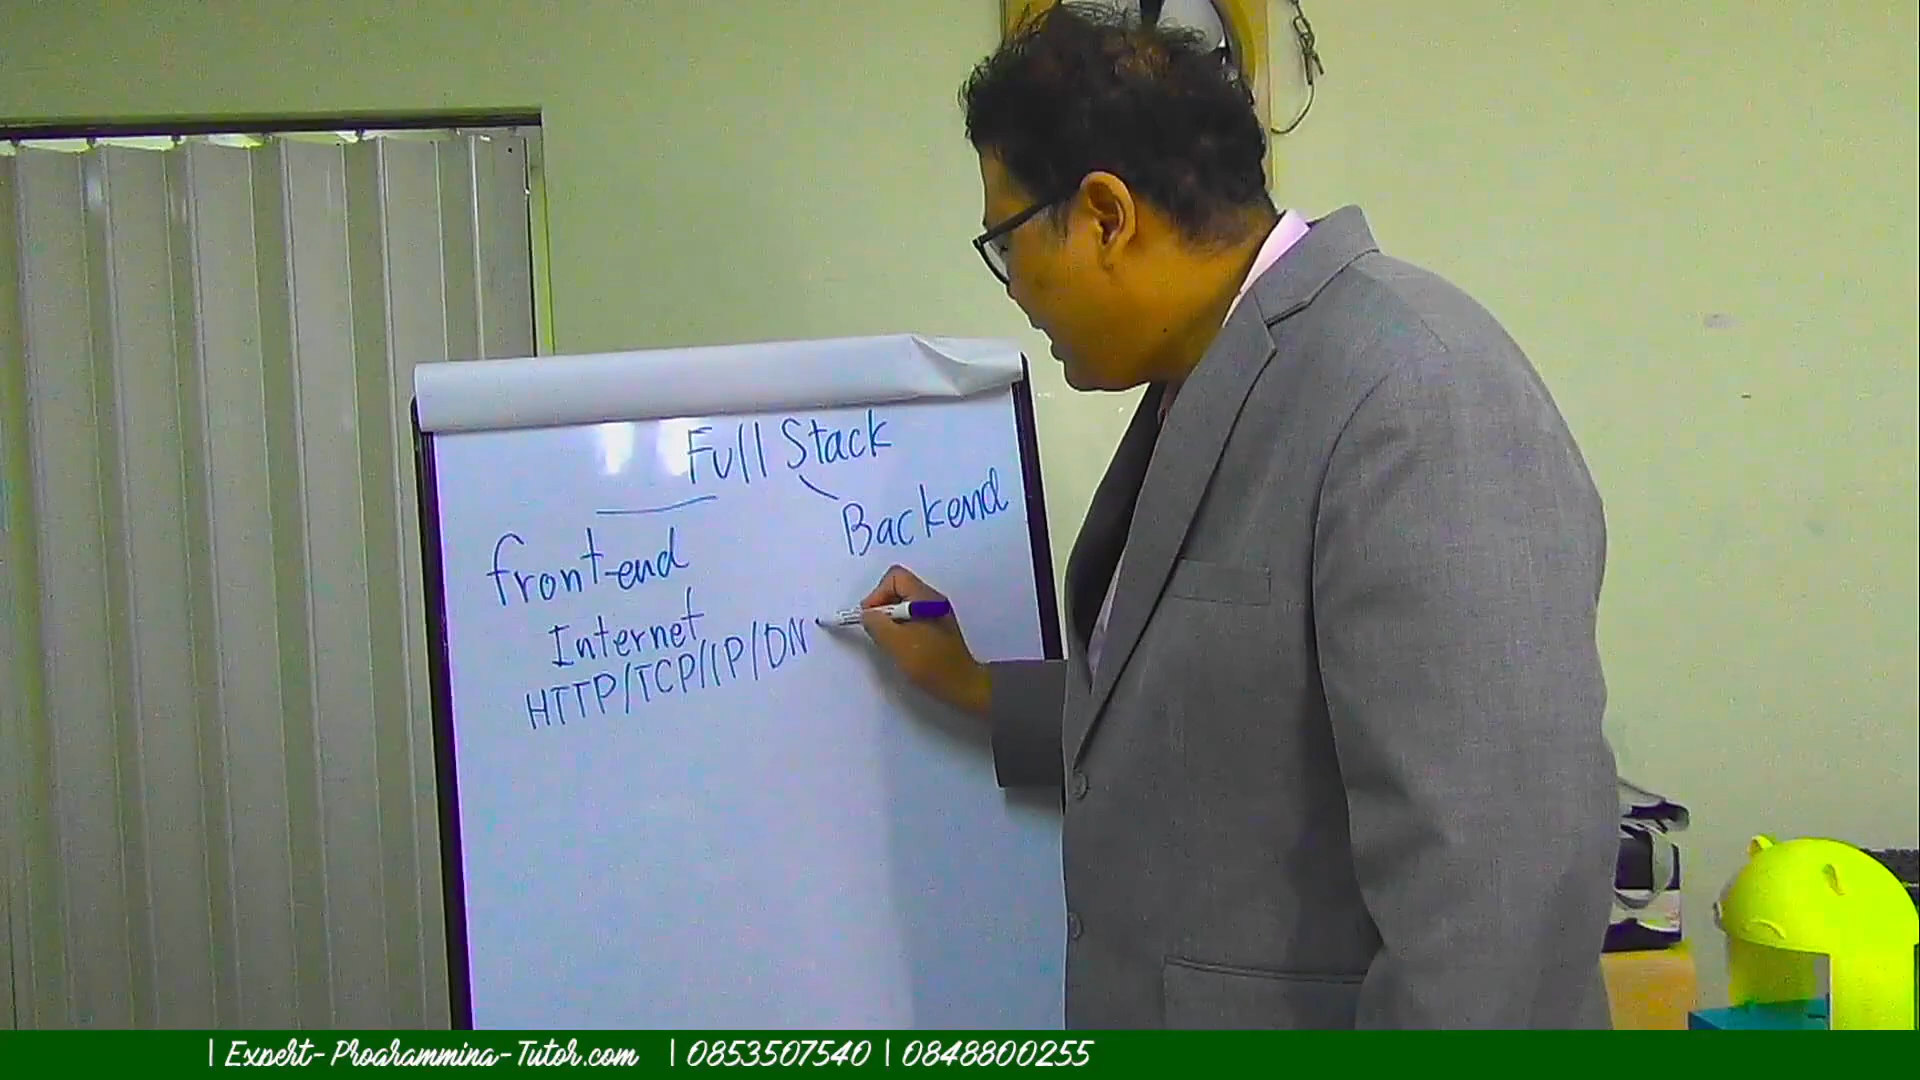 Full Stack
Backend
front-end
Internet
HTTP/TCP/IP/DN
| Expert-Programming-Tutor.com | 0853507540 | 0848800255